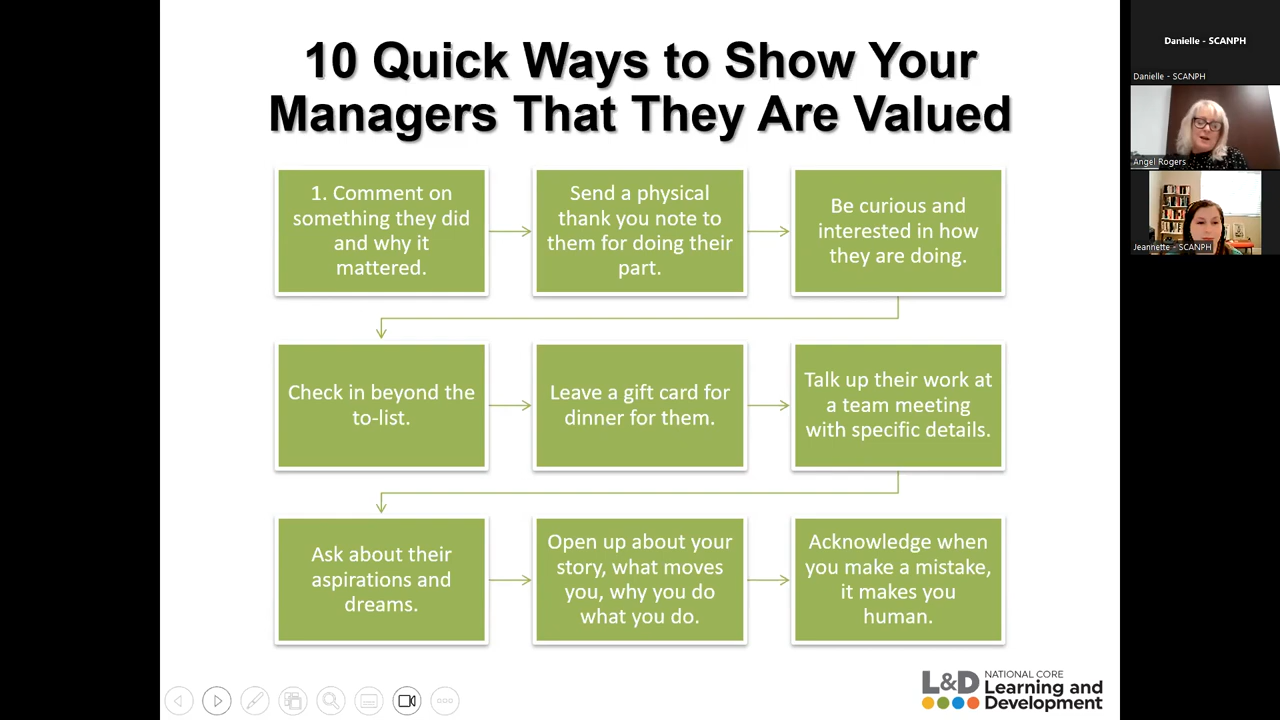 10 Quick Ways to Show Your
Managers That They Are Valued
1. Comment on
something they did
and why it
mattered.
Send a physical
thank you note to
them for doing their
part.
Be curious and
interested in how
they are doing.
Check in beyond the
to-list.
Leave a gift card for
dinner for them.
Talk up their work at
a team meeting
with specific details.
Ask about their
aspirations and
dreams.
Open up about your
story, what moves
you, why you do
what you do.
Acknowledge when
you make a mistake,
it makes you
human.
L&D
NATIONAL CORE
Learning and
Development
Danielle - SCANPH
Danielle - SCANPH
Angel Rogers
Jeannette - SCANPH